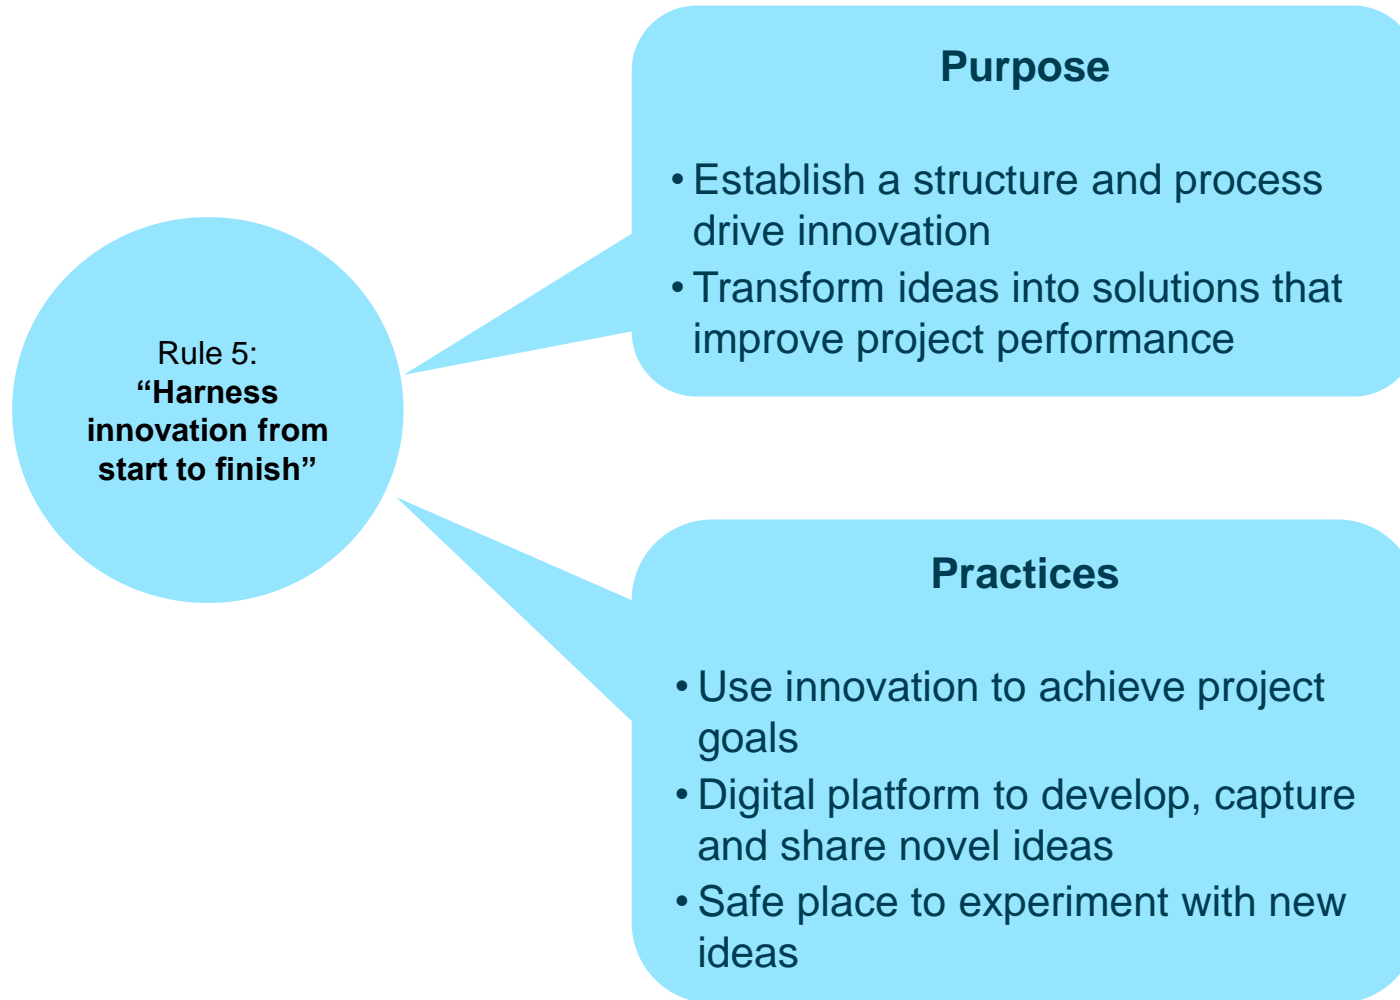 Rule 5:
“Harness
innovation from
start to finish”
Purpose
• Establish a structure and process
drive innovation
• Transform ideas into solutions that
improve project performance
Practices
• Use innovation to achieve project
goals
• Digital platform to develop, capture
and share novel ideas
• Safe place to experiment with new
ideas